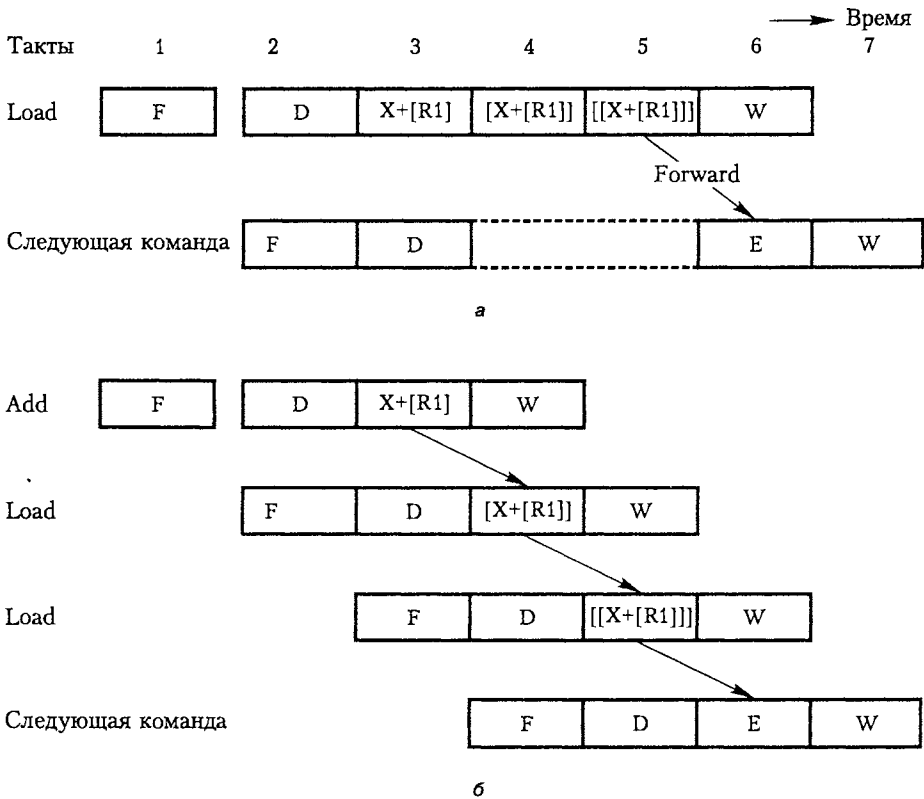 Время
Такты 1 2 3 4 5 6 7
Load F D X+[R1] [X+[R1]] [[X+[R1]]] W
Forward
Следующая команда F D E W
а
Add F D X+[R1] W
Load F D [X+[R1]] W
Load F D [[X+[R1]]] W
Следующая команда F D E W
б